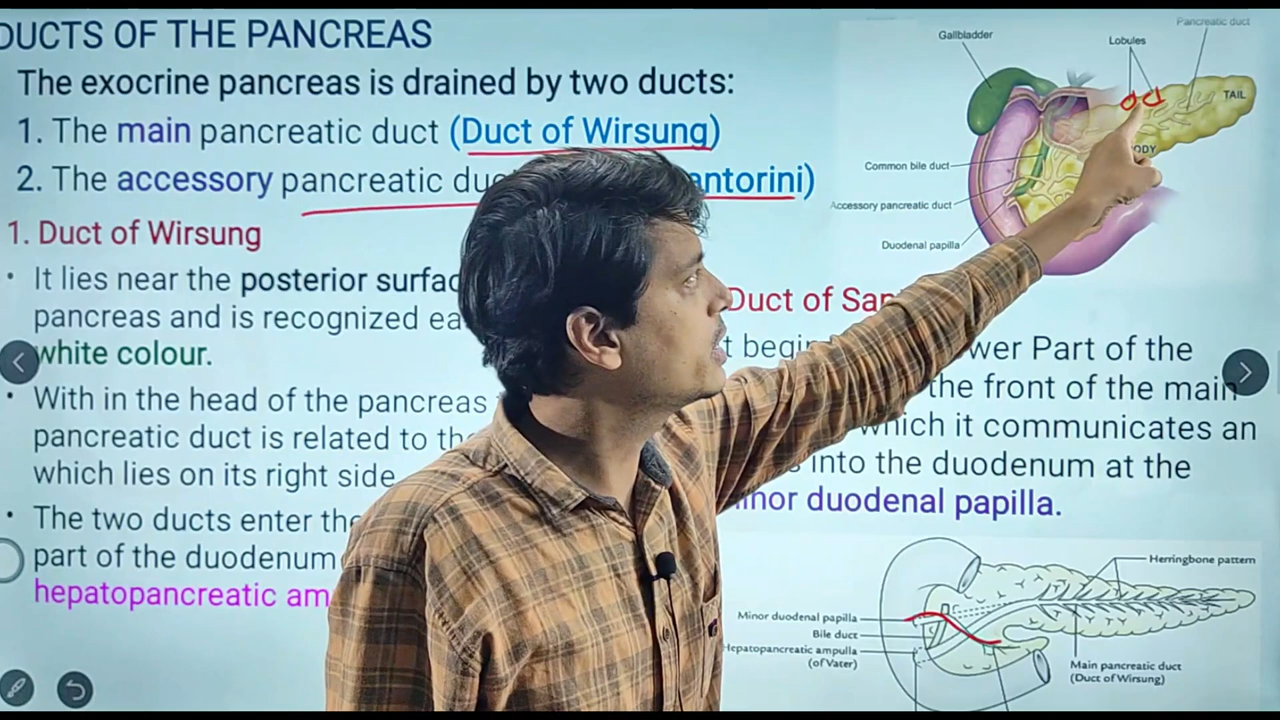 DUCTS OF THE PANCREAS
The exocrine pancreas is drained by two ducts:
1. The main pancreatic duct (Duct of Wirsung)
2. The accessory pancreatic duc antorini)
1. Duct of Wirsung
• It lies near the posterior surfac
pancreas and is recognized ea
white colour.
• With in the head of the pancreas
pancreatic duct is related to th
which lies on its right side
• The two ducts enter the
part of the duodenum
hepatopancreatic am
Duct of San
t begin wer Part of the
the front of the main
which it communicates an
into the duodenum at the
minor duodenal papilla.
Pancreatic duct
Gallbladder
Lobules
TAIL
ODY
Common bile duct
Accessory pancreatic duct
Duodenal papilla
Herringbone pattern
Minor duodenal papilla
Bile duct
Hepatopancreatic ampulla
(of Vater)
Main pancreatic duct
(Duct of Wirsung)